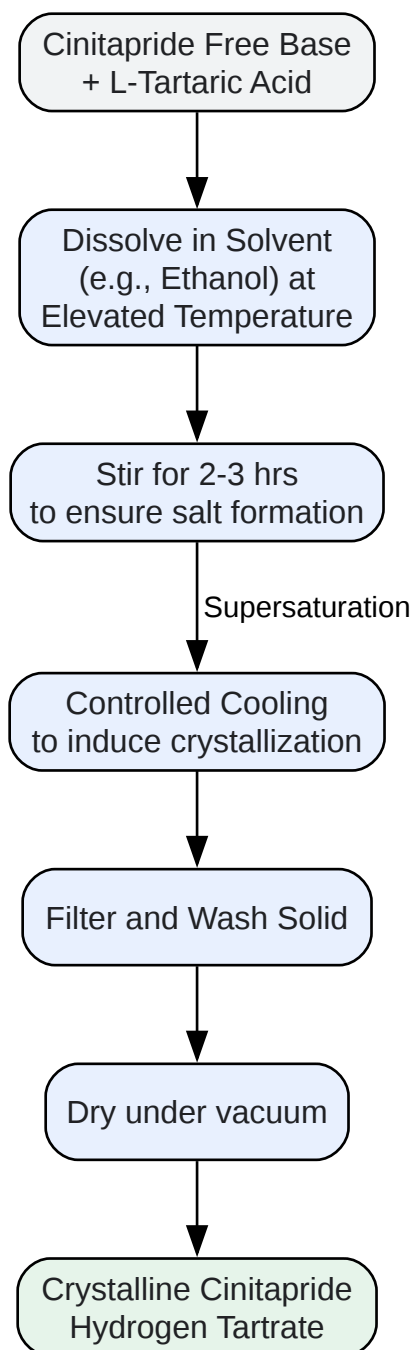 Cinitapride Free Base
+ L-Tartaric Acid
Dissolve in Solvent
(e.g., Ethanol) at
Elevated Temperature
Stir for 2-3 hrs
to ensure salt formation
Supersaturation
Controlled Cooling
to induce crystallization
Filter and Wash Solid
Dry under vacuum
Crystalline Cinitapride
Hydrogen Tartrate